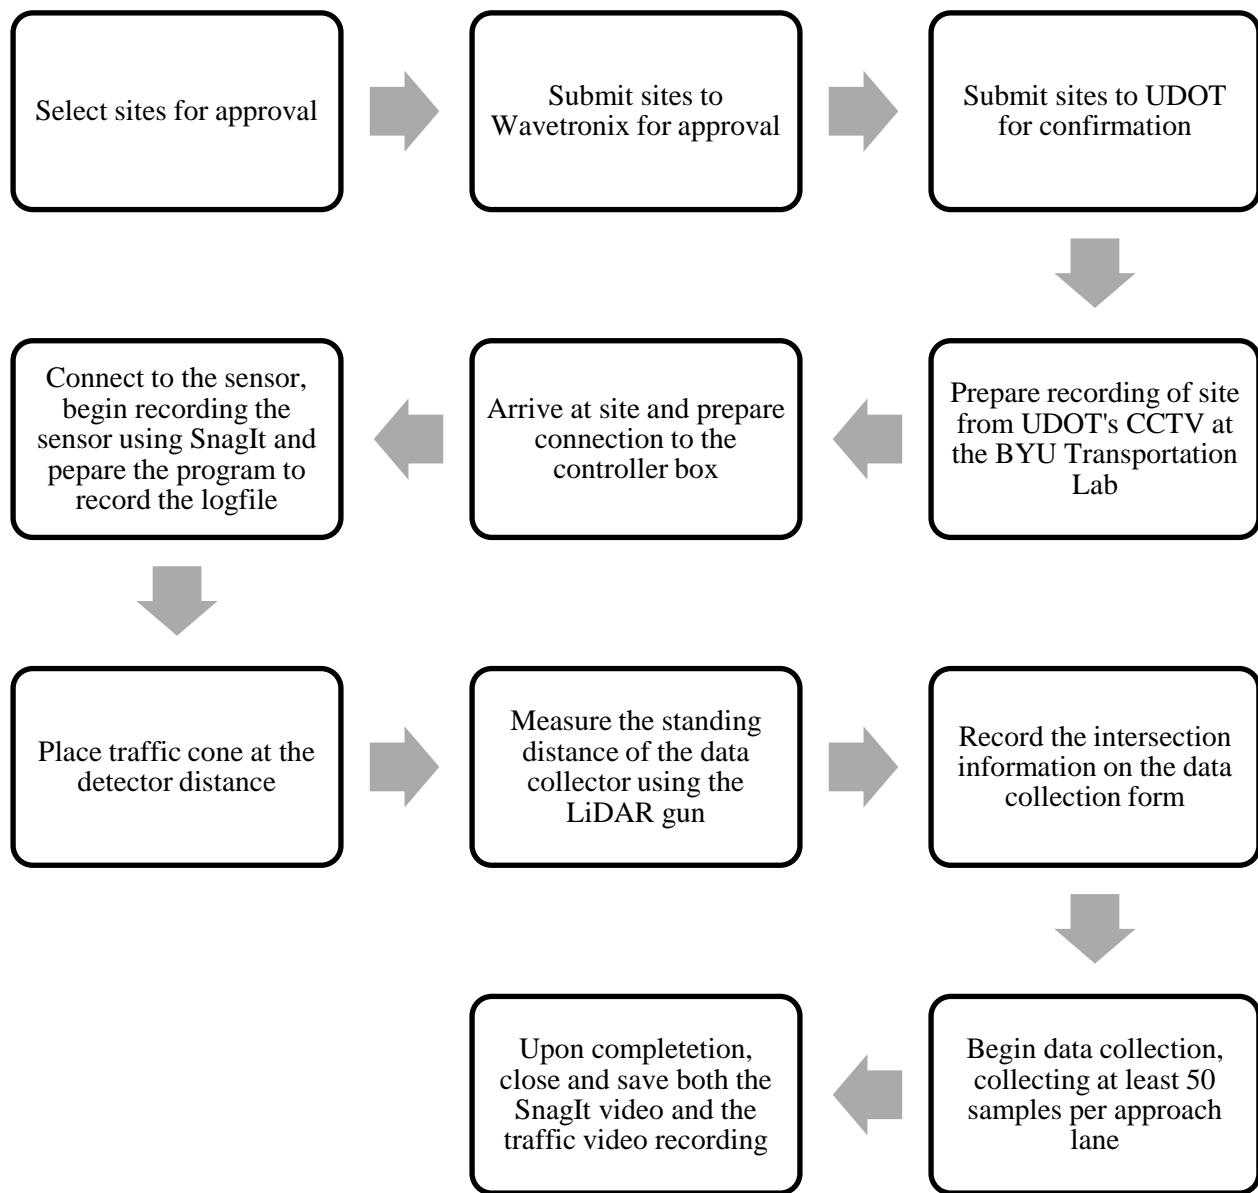 Select sites for approval
Submit sites to
Wavetronix for approval
Submit sites to UDOT
for confirmation
Prepare recording of site
from UDOT's CCTV at
the BYU Transportation
Lab
Arrive at site and prepare
connection to the
controller box
Connect to the sensor,
begin recording the
sensor using SnagIt and
pepare the program to
record the logfile
Place traffic cone at the
detector distance
Measure the standing
distance of the data
collector using the
LiDAR gun
Record the intersection
information on the data
collection form
Begin data collection,
collecting at least 50
samples per approach
lane
Upon completetion,
close and save both the
SnagIt video and the
traffic video recording